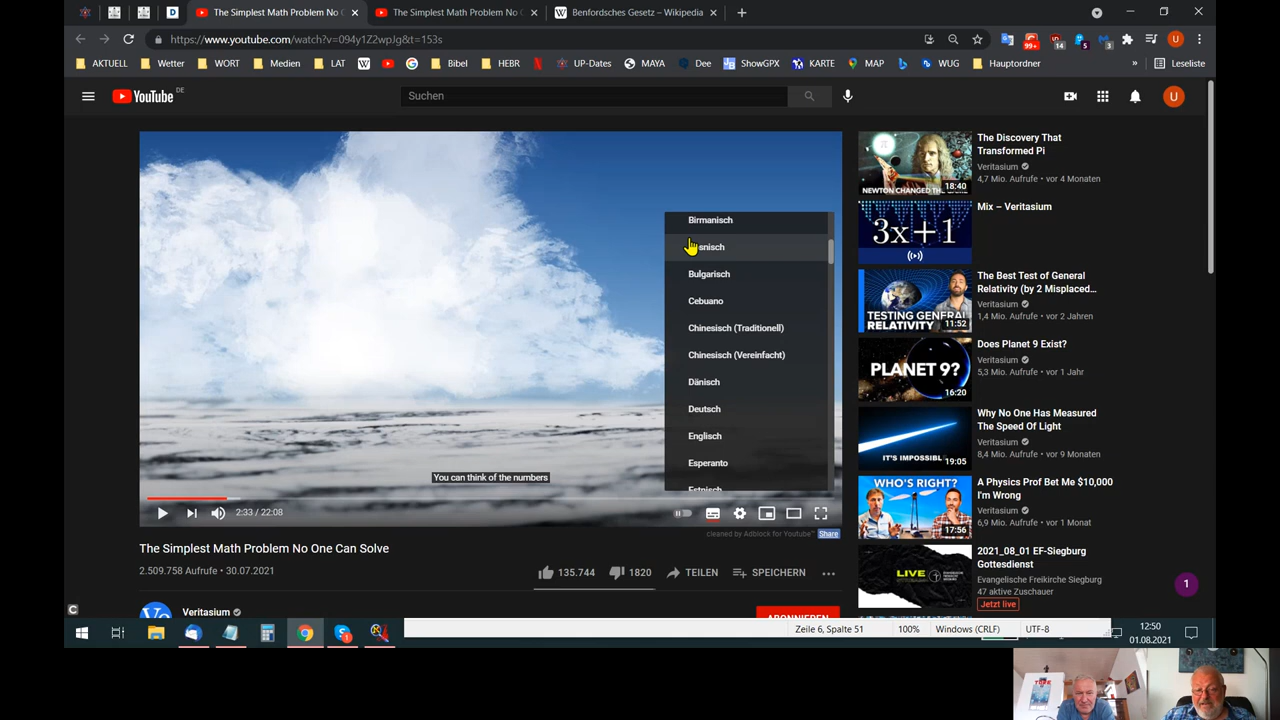 The Simplest Math Problem No O
The Simplest Math Problem No
Benfordsches Gesetz – Wikipedia
https://www.youtube.com/watch?v=094y1Z2wpJg&t=153s
99+
14
5
3
U
AKTUELL
Wetter
WORT
Medien
LAT
Bibel
HEBR
UP-Dates
MAYA
Dee
ShowGPX
KARTE
MAP
WUG
Hauptordner
»
Leseliste
YouTube DE
Suchen
U
Birmanisch
snisch
Bulgarisch
Cebuano
Chinesisch (Traditionell)
Chinesisch (Vereinfacht)
Dänisch
Deutsch
Englisch
Esperanto
Estnisch
You can think of the numbers
2:33 / 22:08
cleaned by Adblock for Youtube™ Share
The Simplest Math Problem No One Can Solve
2.509.758 Aufrufe • 30.07.2021
135.744
1820
TEILEN
SPEICHERN
Veritasium
ABONNIEREN
The Discovery That
Transformed Pi
Veritasium
4,7 Mio. Aufrufe • vor 4 Monaten
NEWTON CHANGED THE
18:40
Mix – Veritasium
3x+1
The Best Test of General
Relativity (by 2 Misplaced...
Veritasium
1,4 Mio. Aufrufe • vor 2 Jahren
TESTING GENERAL
RELATIVITY
11:52
Does Planet 9 Exist?
Veritasium
5,3 Mio. Aufrufe • vor 1 Jahr
PLANET 9?
16:20
Why No One Has Measured
The Speed Of Light
Veritasium
8,4 Mio. Aufrufe • vor 9 Monaten
IT'S IMPOSSIBL
19:05
A Physics Prof Bet Me $10,000
I'm Wrong
Veritasium
6,9 Mio. Aufrufe • vor 1 Monat
WHO'S RIGHT?
17:56
2021_08_01 EF-Siegburg
Gottesdienst
Evangelische Freikirche Siegburg
47 aktive Zuschauer
Jetzt live
LIVE
1
Zeile 6, Spalte 51
100%
Windows (CRLF)
UTF-8
12:50
01.08.2021